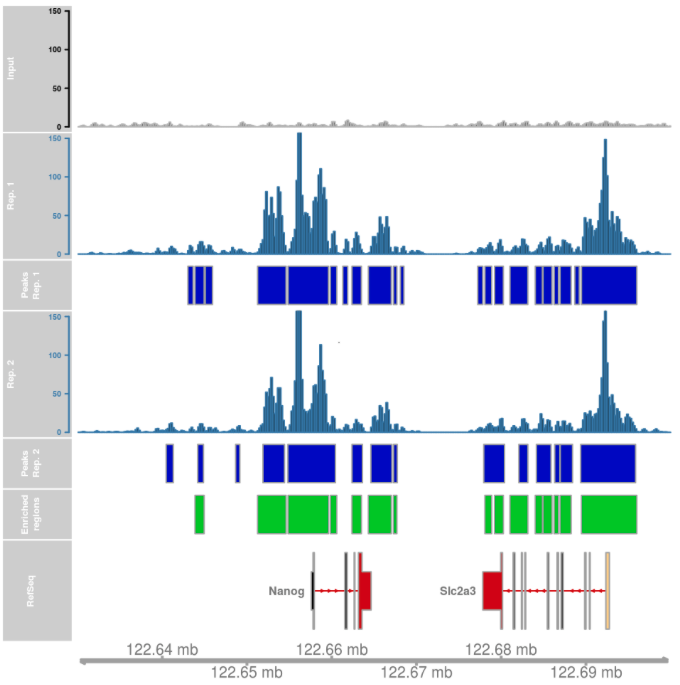 Input
150
100
50
0
Rep. 1
150
100
50
0
Peaks
Rep. 1
Rep. 2
150
100
50
0
Peaks
Rep. 2
Enriched
regions
RefSeq
Nanog
Slc2a3
122.64 mb
122.66 mb
122.68 mb
122.65 mb
122.67 mb
122.69 mb